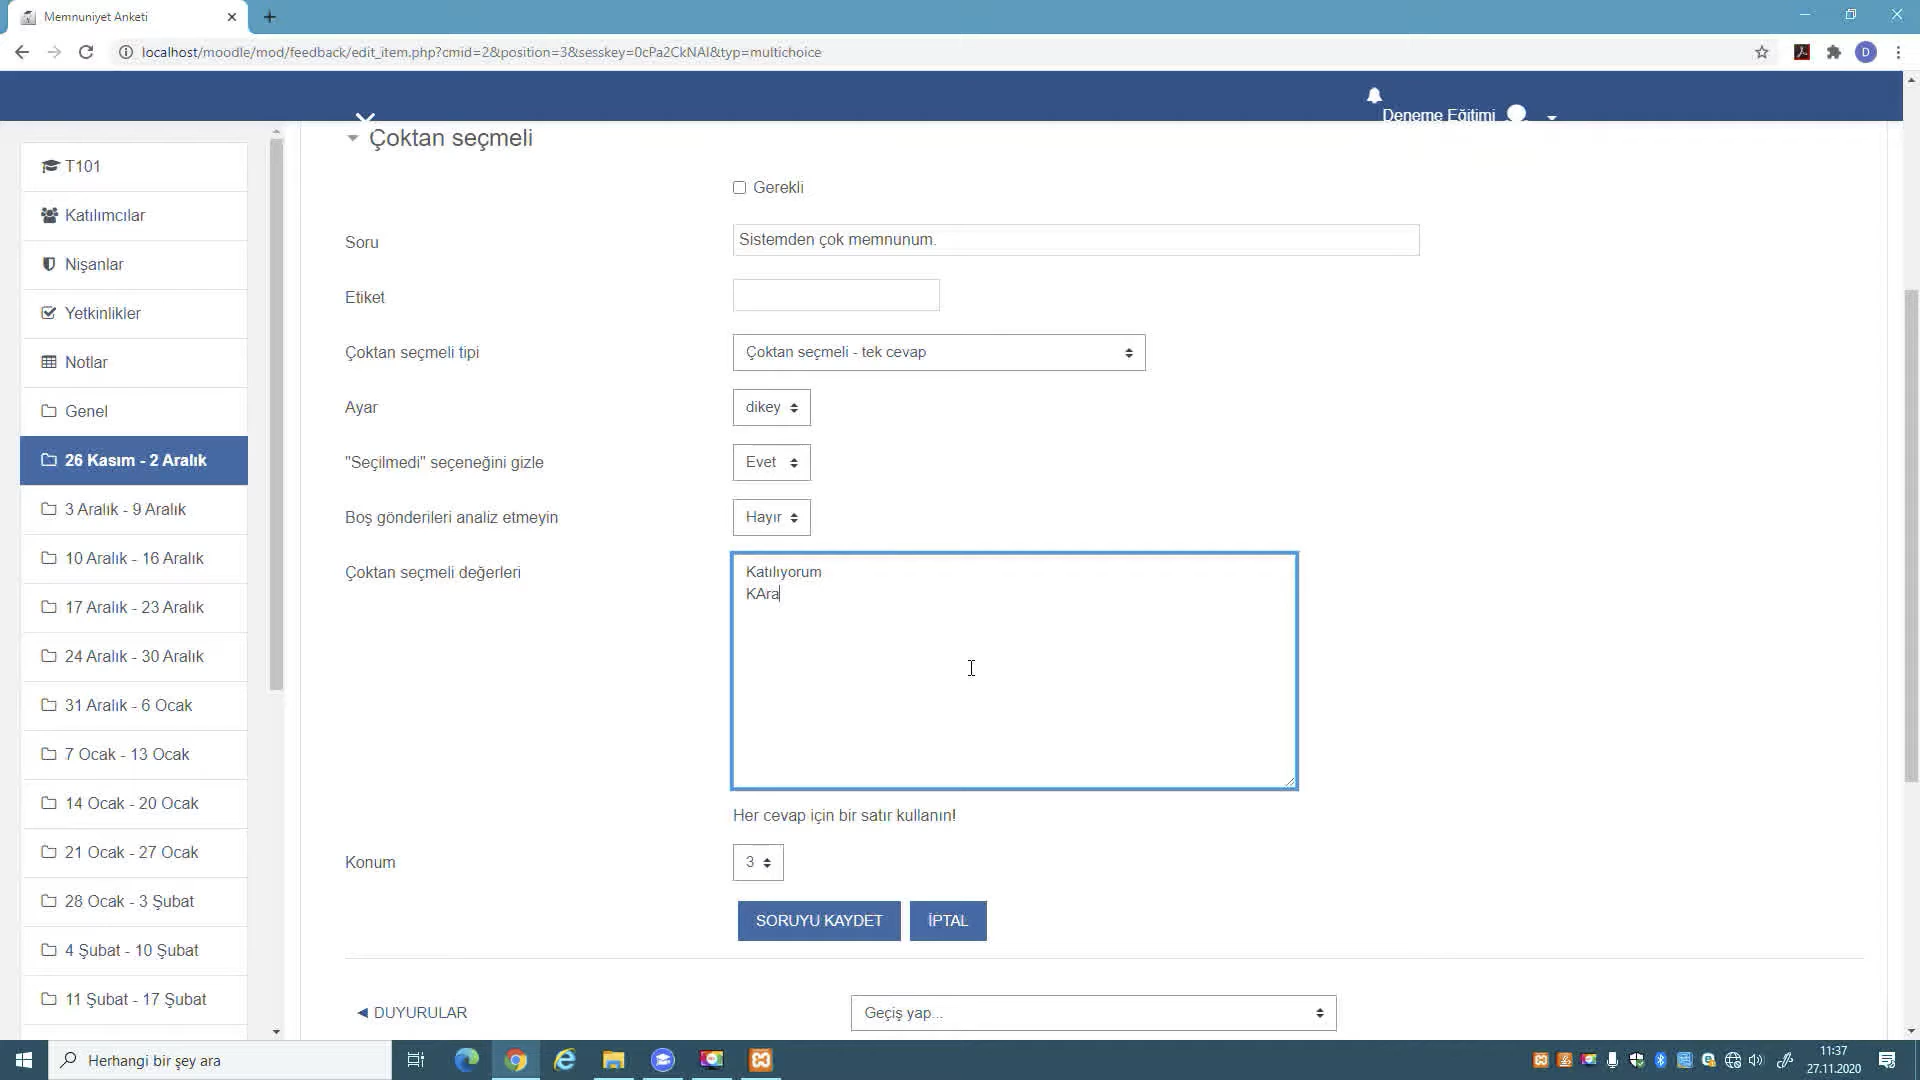 Memnuniyet Anketi
localhost/moodle/mod/feedback/edit_item.php?cmid=2&position=3&sesskey=0cPa2CkNAI&typ=multichoice
D
Deneme Eğitimi
T101
Katılımcılar
Nişanlar
Yetkinlikler
Notlar
Genel
26 Kasım - 2 Aralık
3 Aralık - 9 Aralık
10 Aralık - 16 Aralık
17 Aralık - 23 Aralık
24 Aralık - 30 Aralık
31 Aralık - 6 Ocak
7 Ocak - 13 Ocak
14 Ocak - 20 Ocak
21 Ocak - 27 Ocak
28 Ocak - 3 Şubat
4 Şubat - 10 Şubat
11 Şubat - 17 Şubat
Çoktan seçmeli
Gerekli
Soru
Sistemden çok memnunum.
Etiket
Çoktan seçmeli tipi
Çoktan seçmeli - tek cevap
Ayar
dikey
"Seçilmedi" seçeneğini gizle
Evet
Boş gönderileri analiz etmeyin
Hayır
Çoktan seçmeli değerleri
Katılıyorum
KAra
Her cevap için bir satır kullanın!
Konum
3
SORUYU KAYDET
İPTAL
◀ DUYURULAR
Geçiş yap...
Herhangi bir şey ara
11:37
27.11.2020